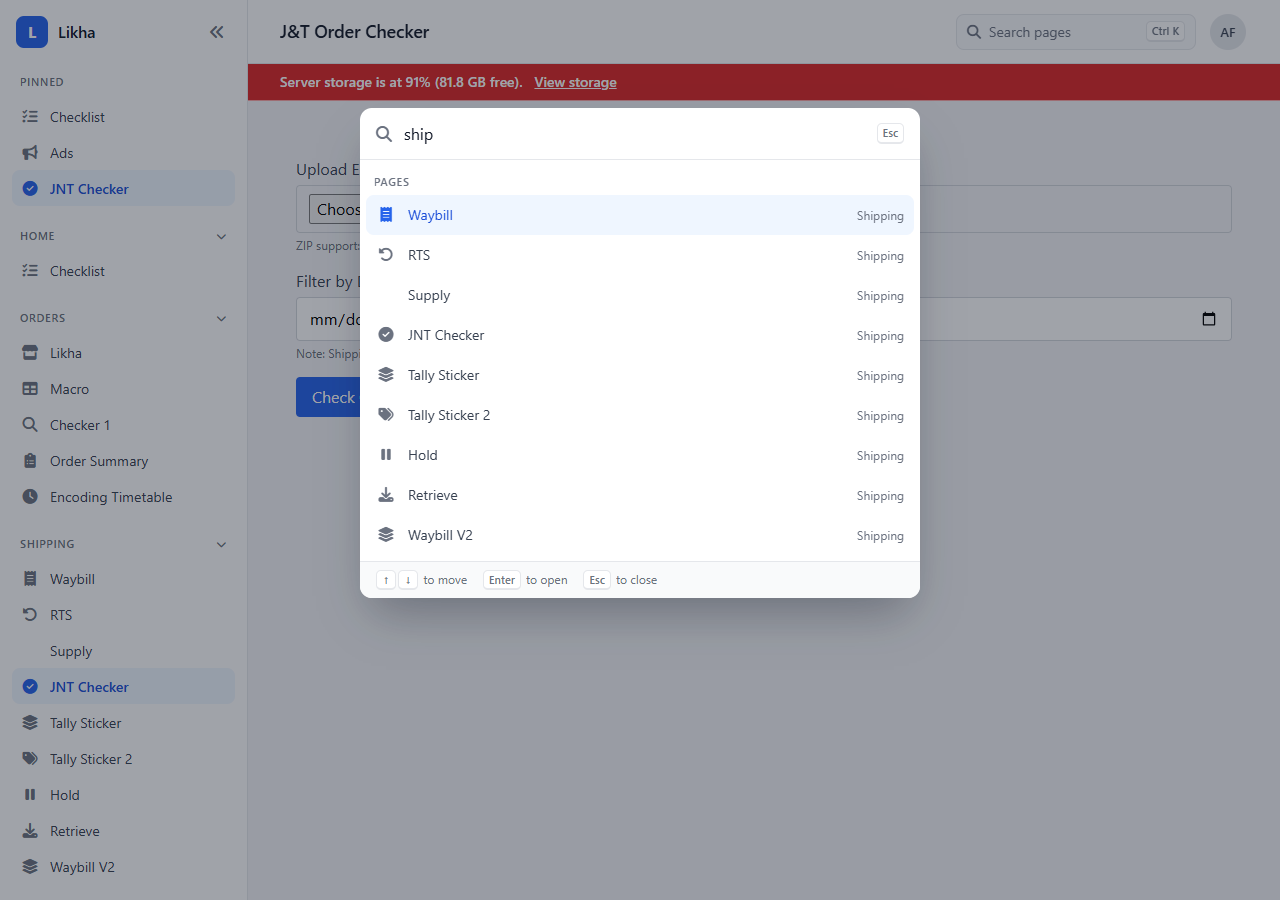 L Likha
J&T Order Checker
Search pages Ctrl K
AF
Server storage is at 91% (81.8 GB free). View storage
PINNED
Checklist
Ads
JNT Checker
HOME
Checklist
ORDERS
Likha
Macro
Checker 1
Order Summary
Encoding Timetable
SHIPPING
Waybill
RTS
Supply
JNT Checker
Tally Sticker
Tally Sticker 2
Hold
Retrieve
Waybill V2
Upload
ZIP support:
Filter by
Note:
Check
ship Esc
PAGES
Waybill Shipping
RTS Shipping
Supply Shipping
JNT Checker Shipping
Tally Sticker Shipping
Tally Sticker 2 Shipping
Hold Shipping
Retrieve Shipping
Waybill V2 Shipping
↑ ↓ to move Enter to open Esc to close